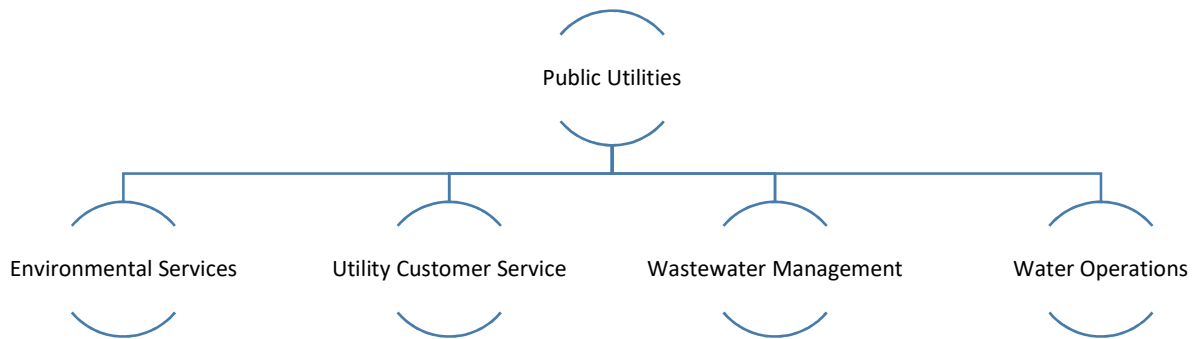 Public Utilities
Environmental Services
Utility Customer Service
Wastewater Management
Water Operations